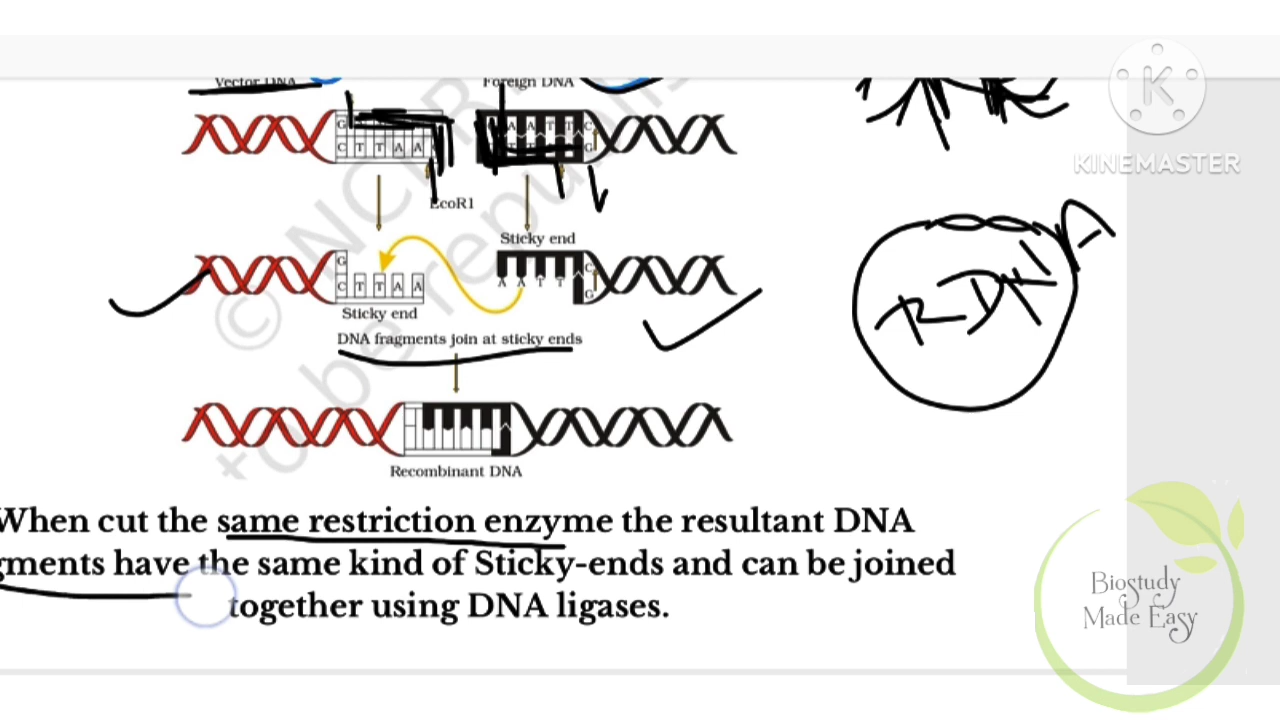 Vector DNA Foreign DNA
KINEMASTER
G A A T T C
C T T A A G
EcoR1
Sticky end
G C
C T T A A A A T T G
Sticky end
DNA fragments join at sticky ends
R-DNA
Recombinant DNA
When cut the same restriction enzyme the resultant DNA
gments have the same kind of Sticky-ends and can be joined
together using DNA ligases.
Biostudy
Made Easy